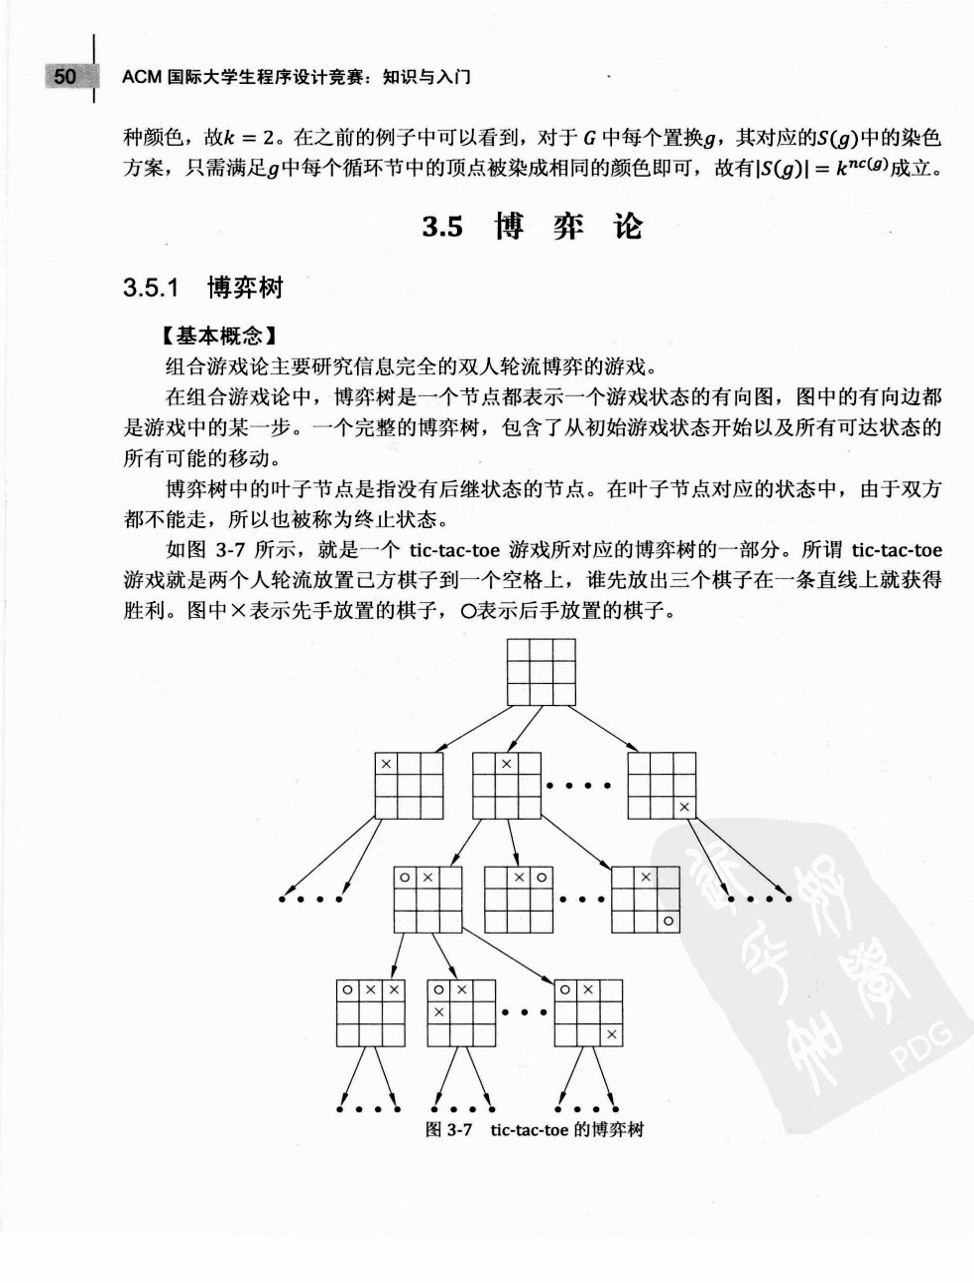 50
ACM 国际大学生程序设计竞赛：知识与入门
种颜色，故k = 2。在之前的例子中可以看到，对于 G 中每个置换g，其对应的S(g)中的染色
方案，只需满足g中每个循环节中的顶点被染成相同的颜色即可，故有|S(g)| = k^nc(g)成立。
3.5 博 弈 论
3.5.1 博弈树
【基本概念】
组合游戏论主要研究信息完全的双人轮流博弈的游戏。
在组合游戏论中，博弈树是一个节点都表示一个游戏状态的有向图，图中的有向边都
是游戏中的某一步。一个完整的博弈树，包含了从初始游戏状态开始以及所有可达状态的
所有可能的移动。
博弈树中的叶子节点是指没有后继状态的节点。在叶子节点对应的状态中，由于双方
都不能走，所以也被称为终止状态。
如图 3-7 所示，就是一个 tic-tac-toe 游戏所对应的博弈树的一部分。所谓 tic-tac-toe
游戏就是两个人轮流放置己方棋子到一个空格上，谁先放出三个棋子在一条直线上就获得
胜利。图中×表示先手放置的棋子，○表示后手放置的棋子。
× × ×
○ × × ○ × ○
○ × × ○ × × ○ × ×
PDG
图 3-7 tic-tac-toe 的博弈树